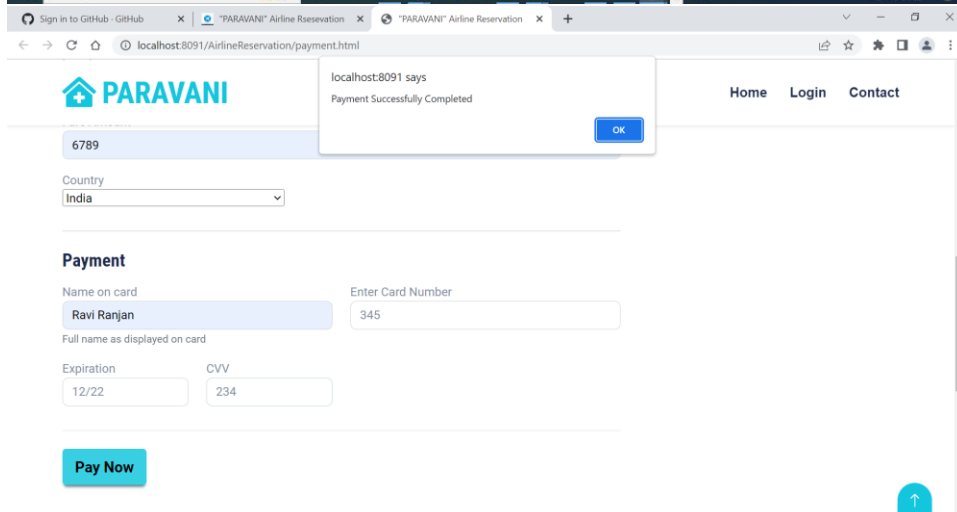 Sign in to GitHub · GitHub
"PARAVANI" Airline Rsesevation
"PARAVANI" Airline Reservation
localhost:8091/AirlineReservation/payment.html
localhost:8091 says
Payment Successfully Completed
OK
PARAVANI
Home Login Contact
6789
Country
India
Payment
Name on card Enter Card Number
Ravi Ranjan 345
Full name as displayed on card
Expiration CVV
12/22 234
Pay Now